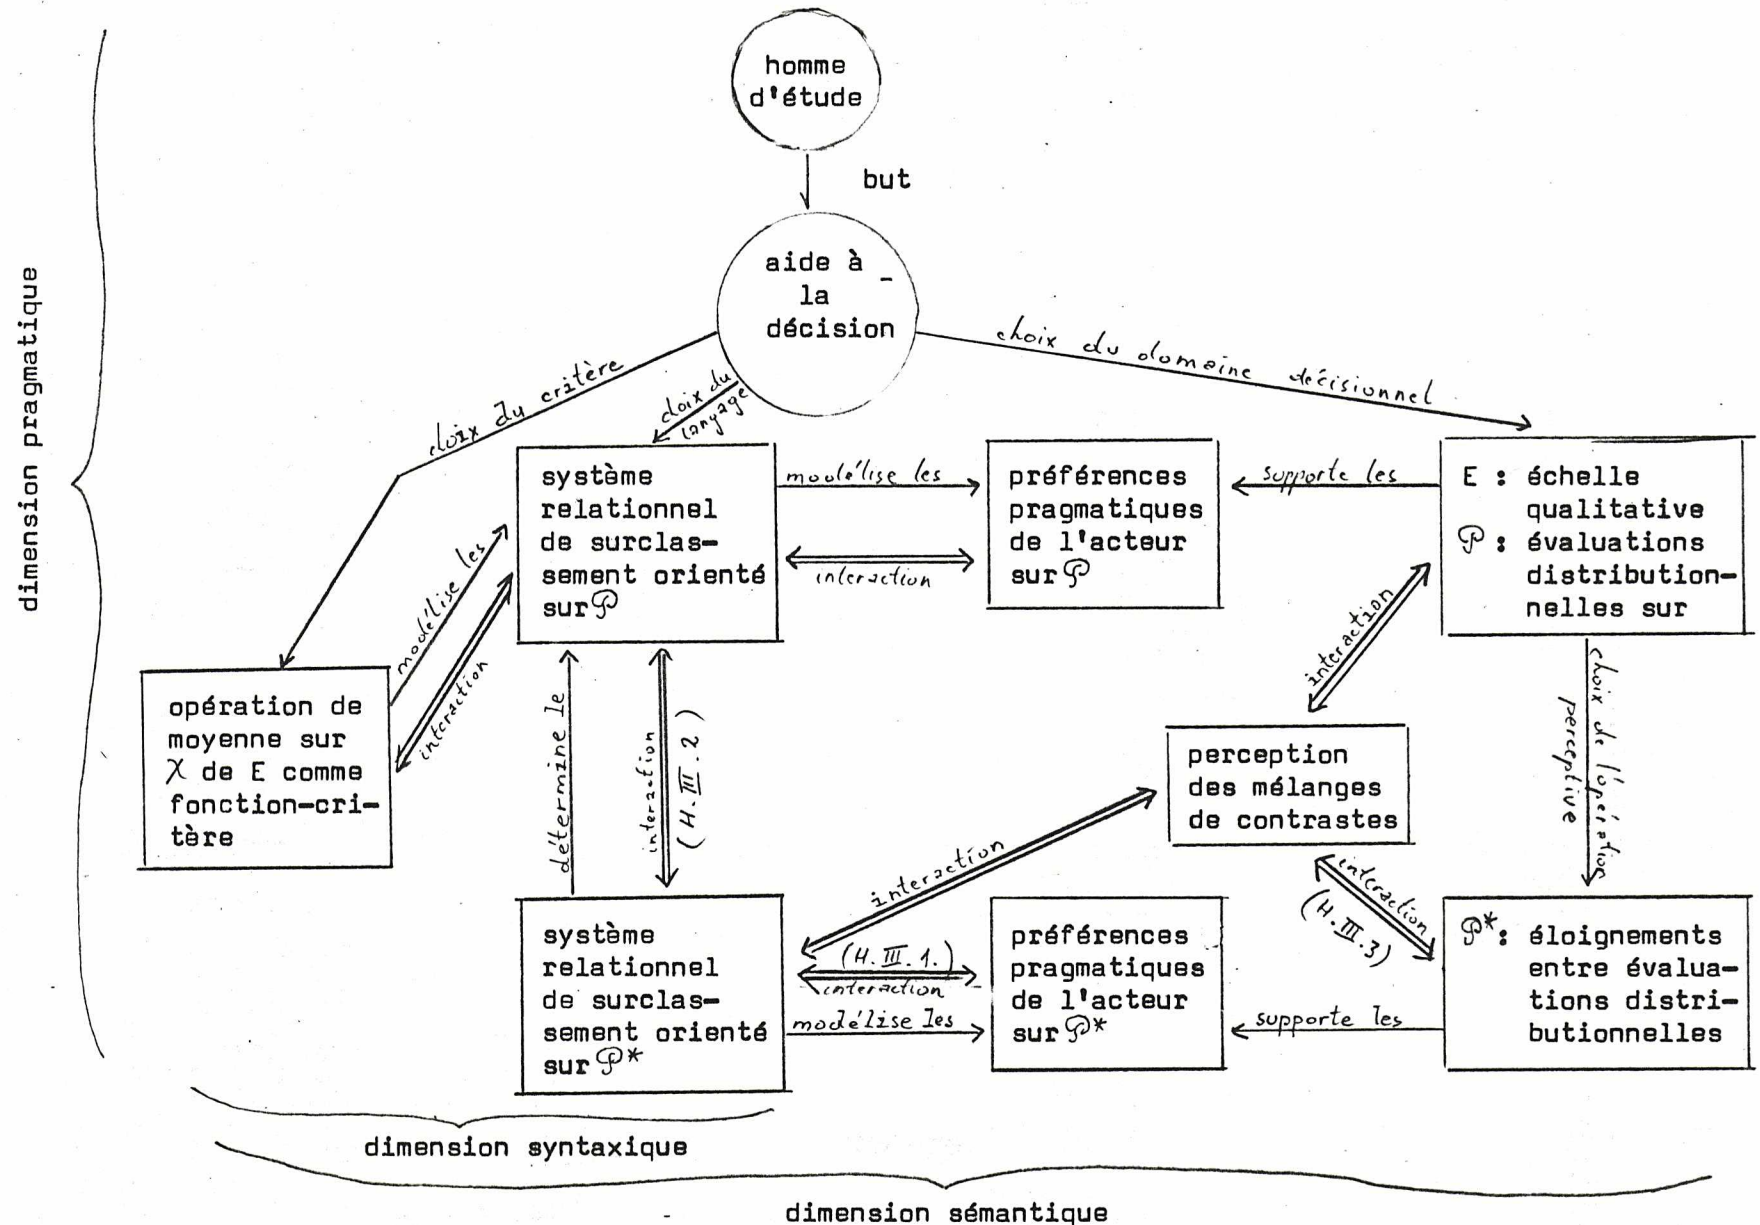 homme
d'étude
but
aide à
la
décision
dimension pragmatique
choix du critère
choix du
langage
choix du domaine décisionnel
système
relationnel
de surclas-
sement orienté
sur 𝒫
modélise les
interaction
préférences
pragmatiques
de l'acteur
sur 𝒫
supporte les
E : échelle
qualitative
𝒫 : évaluations
distribution-
nelles sur
modélise les
interaction
opération de
moyenne sur
χ de E comme
fonction-cri-
tère
détermine le
interaction
(H.III.2)
interaction
perception
des mélanges
de contrastes
choix de l'opération
perceptive
interaction
interaction
(H.III.3)
système
relationnel
de surclas-
sement orienté
sur 𝒫*
(H.III.1.)
interaction
modélise les
préférences
pragmatiques
de l'acteur
sur 𝒫*
supporte les
𝒫*: éloignements
entre évalua-
tions distri-
butionnelles
dimension syntaxique
dimension sémantique